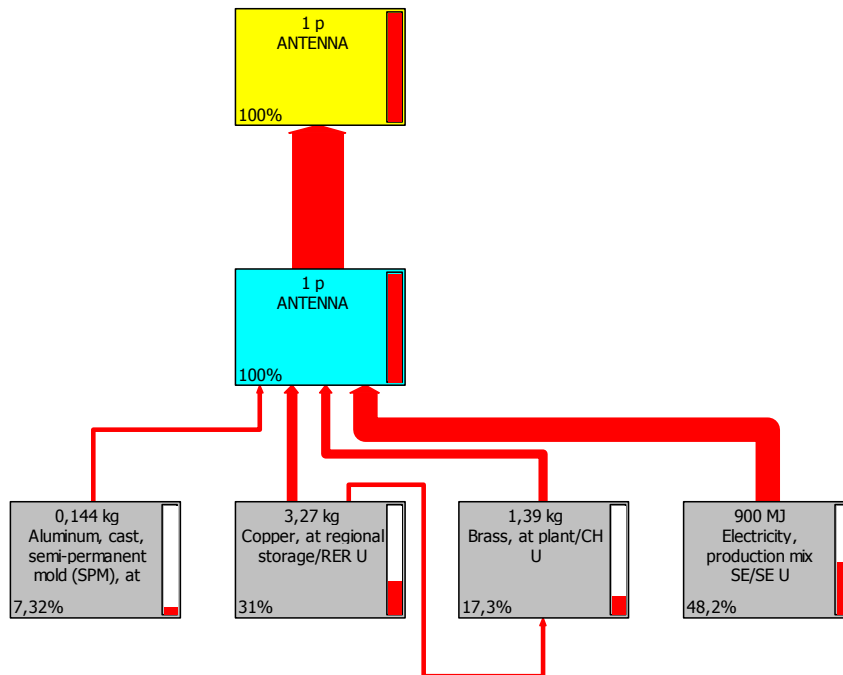 1 p
ANTENNA
100%
1 p
ANTENNA
100%
0,144 kg
Aluminum, cast,
semi-permanent
mold (SPM), at
7,32%
3,27 kg
Copper, at regional
storage/RER U
31%
1,39 kg
Brass, at plant/CH
U
17,3%
900 MJ
Electricity,
production mix
SE/SE U
48,2%